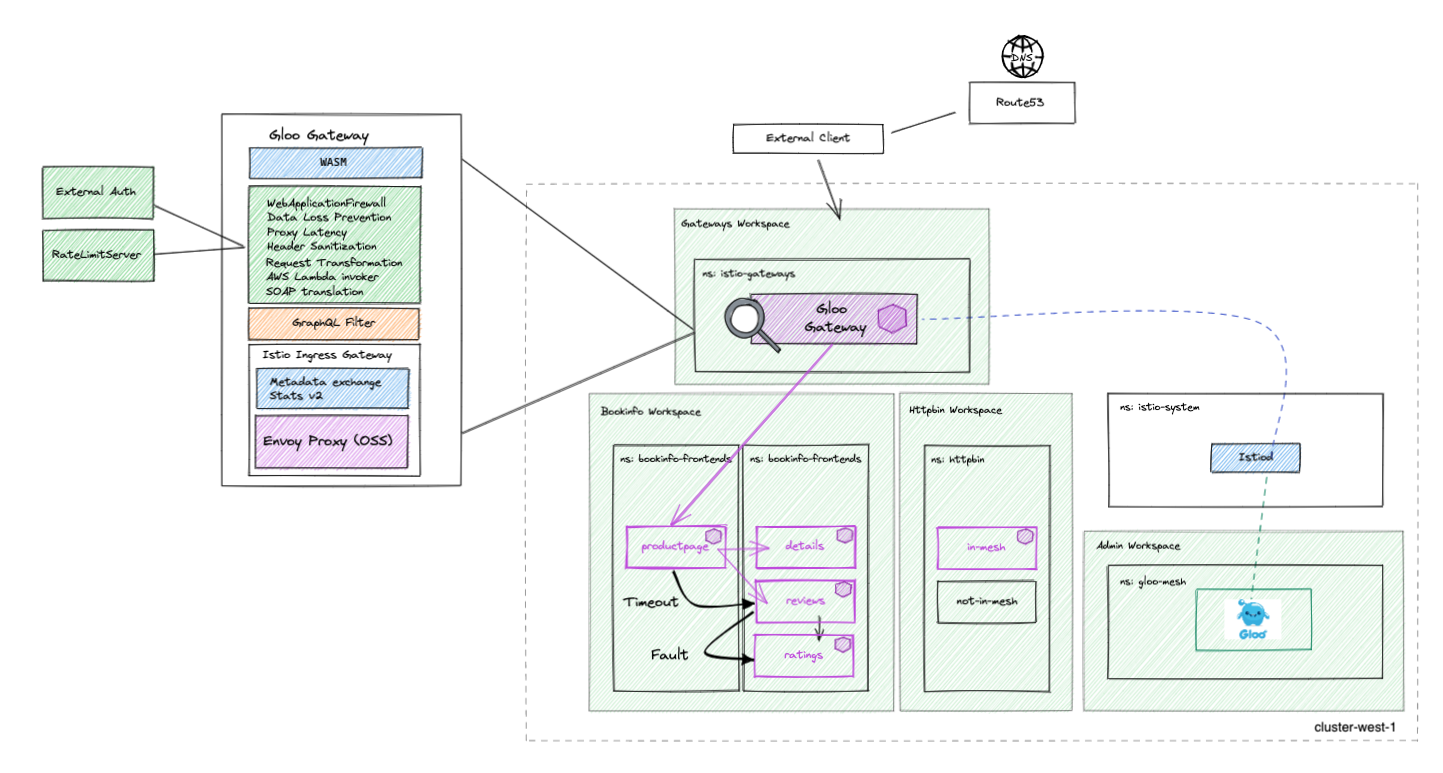 DNS
Route53
External Client
Gloo Gateway
WASM
External Auth
RateLimitServer
WebApplicationFirewall
Data Loss Prevention
Proxy Latency
Header Sanitization
Request Transformation
AWS Lambda invoker
SOAP translation
GraphQL Filter
Istio Ingress Gateway
Metadata exchange
Stats v2
Envoy Proxy (OSS)
Gateways Workspace
ns: istio-gateways
Gloo
Gateway
Bookinfo Workspace
ns: bookinfo-frontends
ns: bookinfo-frontends
productpage
details
Timeout
reviews
Fault
ratings
Httpbin Workspace
ns: httpbin
in-mesh
not-in-mesh
ns: istio-system
Istiod
Admin Workspace
ns: gloo-mesh
Gloo
cluster-west-1